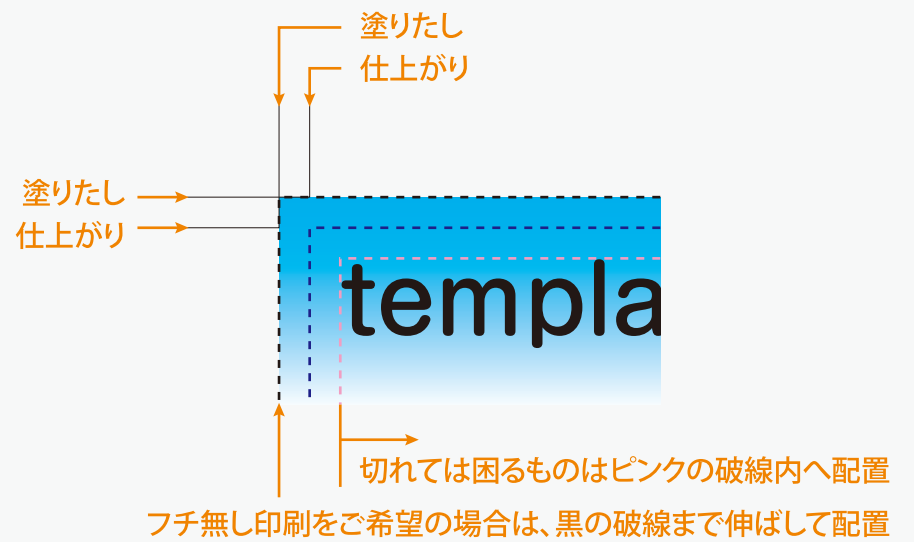 塗りたし
仕上がり
塗りたし
仕上がり
templa
切れては困るものはピンクの破線内へ配置
フチ無し印刷をご希望の場合は、黒の破線まで伸ばして配置